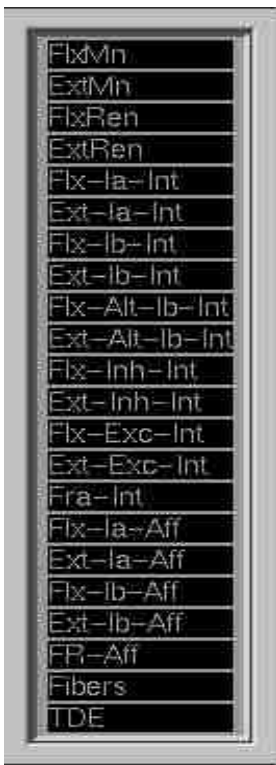 FlxMn
ExtMn
FlxRen
ExtRen
Flx-Ia-Int
Ext-Ia-Int
Flx-Ib-Int
Ext-Ib-Int
Flx-Alt-Ib-Int
Ext-Alt-Ib-Int
Flx-Inh-Int
Ext-Inh-Int
Flx-Exc-Int
Ext-Exc-Int
Fra-Int
Flx-Ia-Aff
Ext-Ia-Aff
Flx-Ib-Aff
Ext-Ib-Aff
FR-Aff
Fibers
TDE